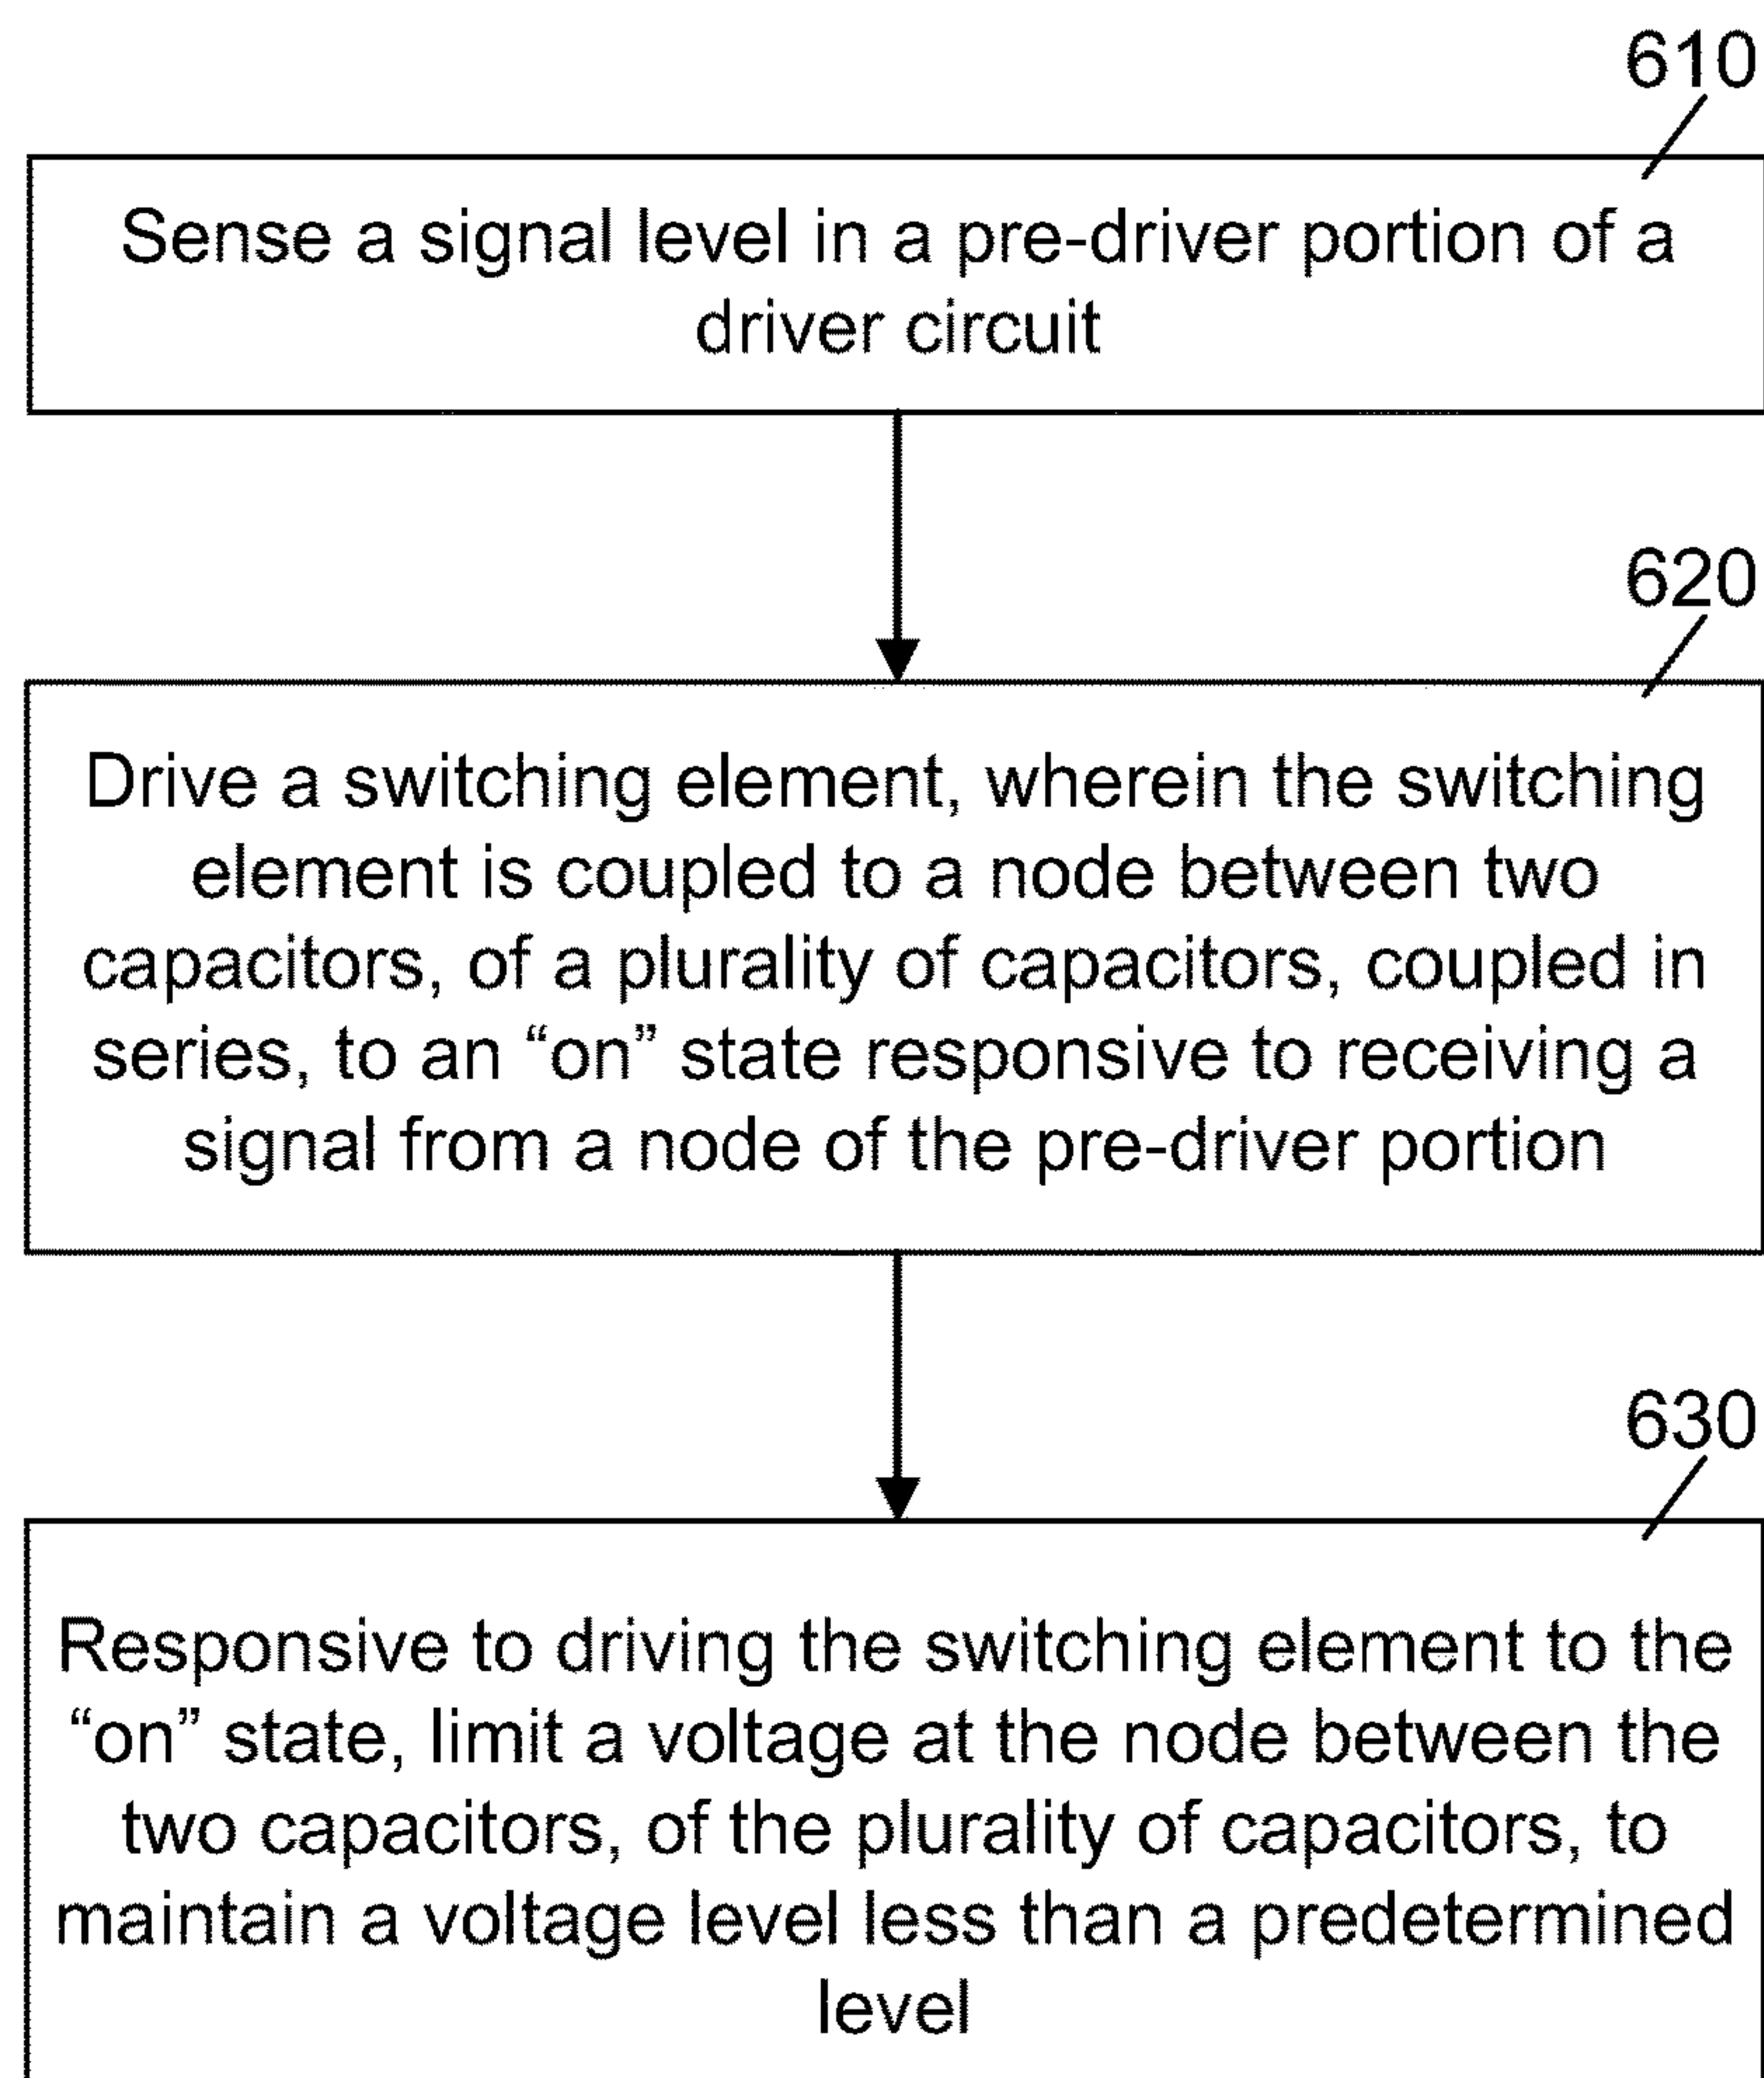 610
Sense a signal level in a pre-driver portion of a
driver circuit
620
Drive a switching element, wherein the switching
element is coupled to a node between two
capacitors, of a plurality of capacitors, coupled in
series, to an “on” state responsive to receiving a
signal from a node of the pre-driver portion
630
Responsive to driving the switching element to the
“on” state, limit a voltage at the node between the
two capacitors, of the plurality of capacitors, to
maintain a voltage level less than a predetermined
level